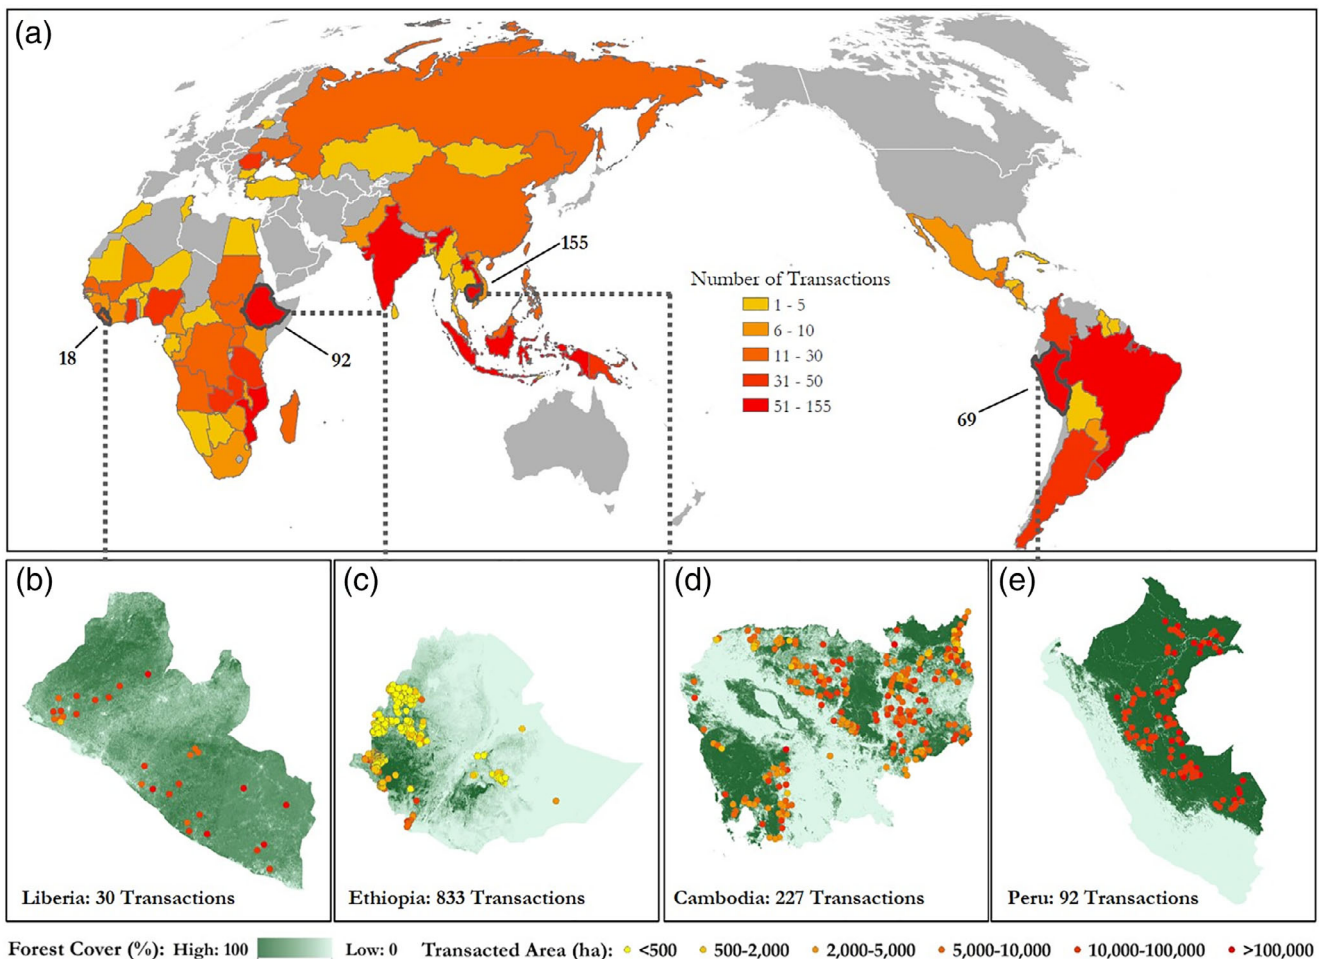 (a)
155
Number of Transactions
1 - 5
6 - 10
11 - 30
31 - 50
51 - 155
18
92
69
(b)
(c)
(d)
(e)
Liberia: 30 Transactions
Ethiopia: 833 Transactions
Cambodia: 227 Transactions
Peru: 92 Transactions
Forest Cover (%): High: 100 Low: 0 Transacted Area (ha): <500 500-2,000 2,000-5,000 5,000-10,000 10,000-100,000 >100,000